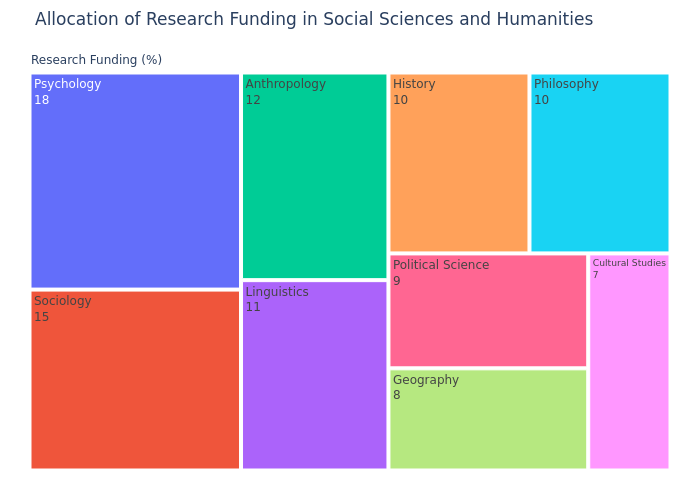 Allocation of Research Funding in Social Sciences and Humanities
Research Funding (%)
Psychology
18
Anthropology
12
History
10
Philosophy
10
Political Science
9
Cultural Studies
7
Sociology
15
Linguistics
11
Geography
8